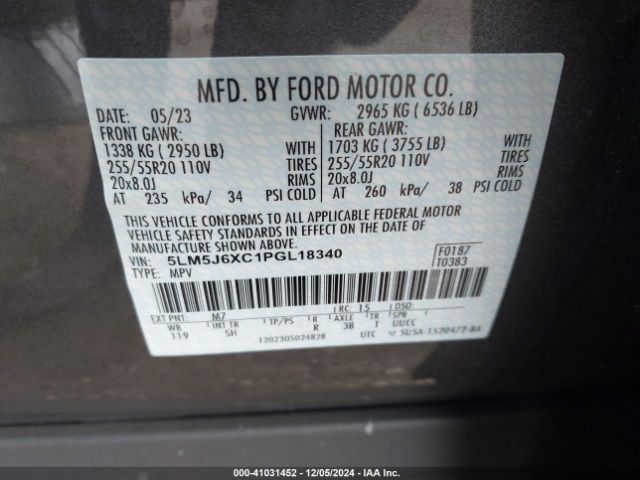 MFD. BY FORD MOTOR CO.
DATE: 05/23 GVWR: 2965 KG ( 6536 LB)
FRONT GAWR: REAR GAWR:
1338 KG ( 2950 LB) WITH 1703 KG ( 3755 LB) WITH
255/55R20 110V TIRES 255/55R20 110V TIRES
20x8.0J RIMS 20x8.0J RIMS
AT 235 kPa/ 34 PSI COLD AT 260 kPa/ 38 PSI COLD
THIS VEHICLE CONFORMS TO ALL APPLICABLE FEDERAL MOTOR
VEHICLE SAFETY STANDARDS IN EFFECT ON THE DATE OF
MANUFACTURE SHOWN ABOVE.
VIN: 5LM5J6XC1PGL18340 F0187
TYPE: MPV T0383
EXT PNT: M7 RC: 15 DSO:
WB INT TR TP/PS R AXLE TR SPR
119 SH R 3B T UUCC
1202305024828 UTC 5U5A-1520472-BA
000-41031452 - 12/05/2024 - IAA Inc.